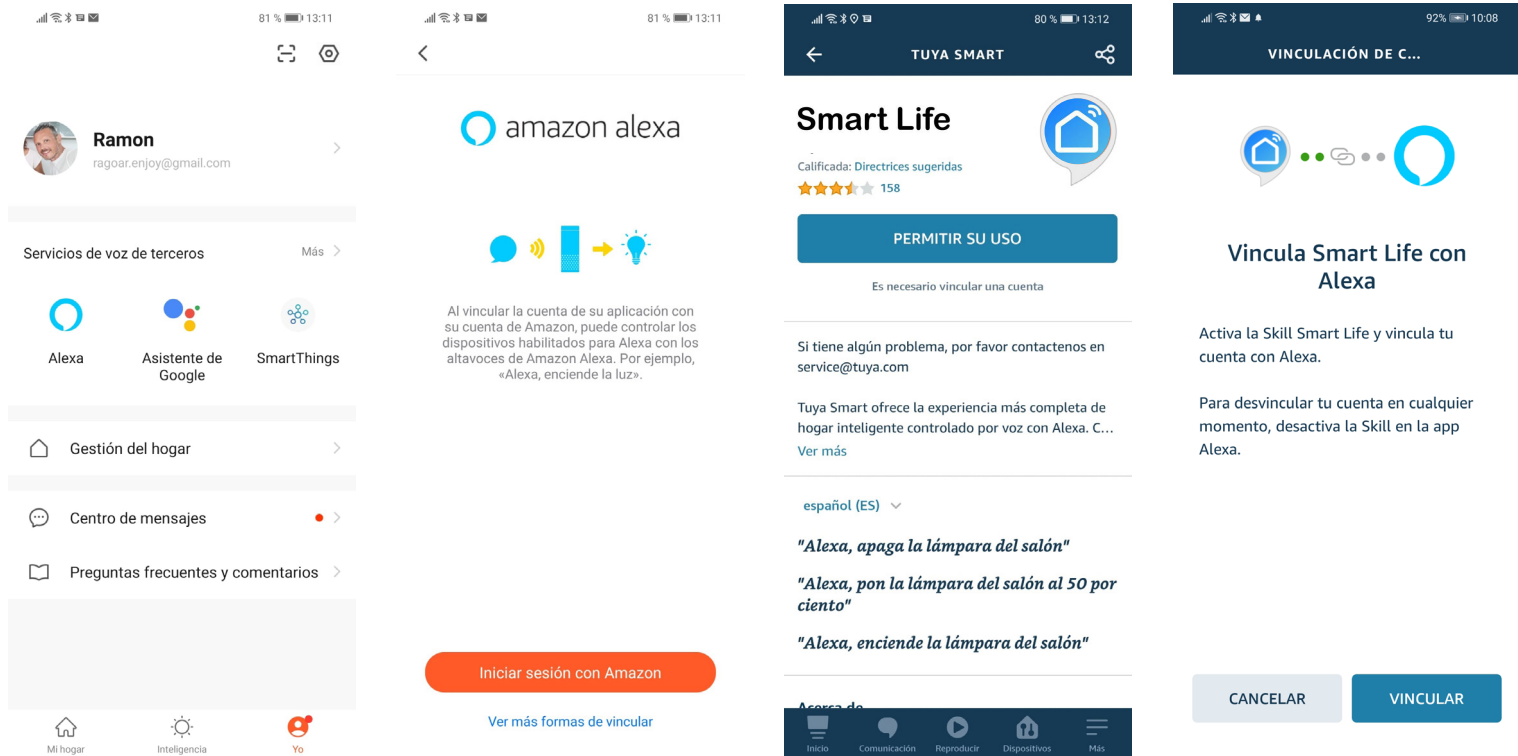 81 % 13:11
Ramon
ragoar.enjoy@gmail.com
Servicios de voz de terceros
Más
Alexa
Asistente de
Google
SmartThings
Gestión del hogar
Centro de mensajes
Preguntas frecuentes y comentarios
Mi hogar
Inteligencia
Yo
81 % 13:11
amazon alexa
Al vincular la cuenta de su aplicación con
su cuenta de Amazon, puede controlar los
dispositivos habilitados para Alexa con los
altavoces de Amazon Alexa. Por ejemplo,
«Alexa, enciende la luz».
Iniciar sesión con Amazon
Ver más formas de vincular
80 % 13:12
TUYA SMART
Smart Life
Calificada: Directrices sugeridas
158
PERMITIR SU USO
Es necesario vincular una cuenta
Si tiene algún problema, por favor contactenos en
service@tuya.com
Tuya Smart ofrece la experiencia más completa de
hogar inteligente controlado por voz con Alexa. C...
Ver más
español (ES)
"Alexa, apaga la lámpara del salón"
"Alexa, pon la lámpara del salón al 50 por
ciento"
"Alexa, enciende la lámpara del salón"
Acerca de
Inicio
Comunicación
Reproducir
Dispositivos
Más
92% 10:08
VINCULACIÓN DE C...
Vincula Smart Life con
Alexa
Activa la Skill Smart Life y vincula tu
cuenta con Alexa.
Para desvincular tu cuenta en cualquier
momento, desactiva la Skill en la app
Alexa.
CANCELAR
VINCULAR